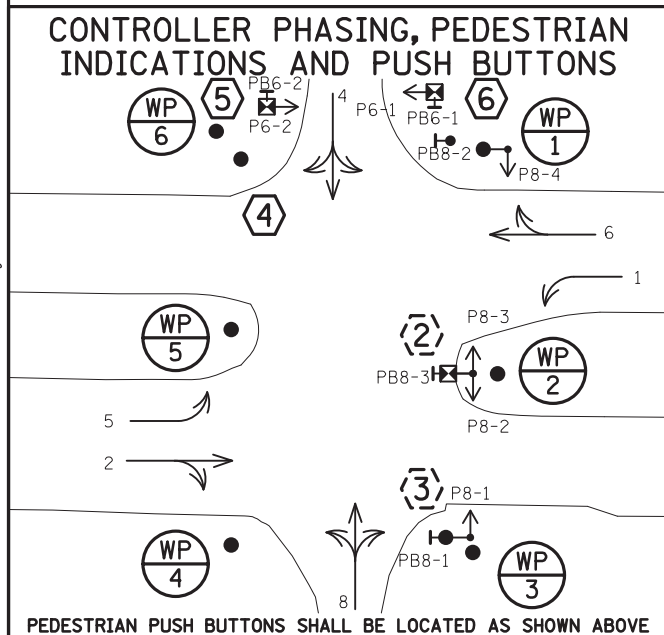 CONTROLLER PHASING, PEDESTRIAN
INDICATIONS AND PUSH BUTTONS
WP
6
5
PB6-2
P6-2
4
P6-1
PB6-1
6
WP
1
PB8-2
P8-4
4
6
1
WP
5
2
P8-3
PB8-3
WP
2
P8-2
5
2
3
P8-1
WP
4
PB8-1
WP
3
8
PEDESTRIAN PUSH BUTTONS SHALL BE LOCATED AS SHOWN ABOVE